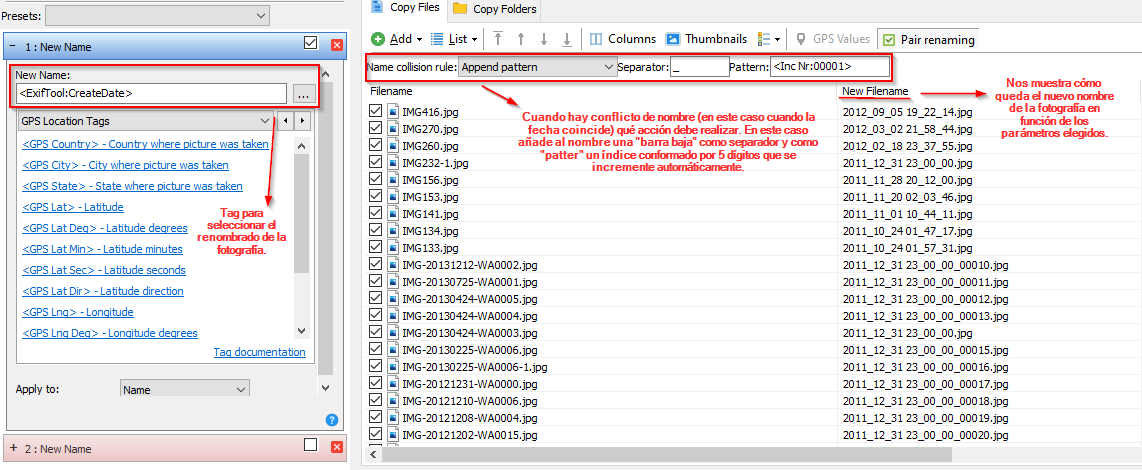 Presets:
1 : New Name
New Name:
<ExifTool:CreateDate>
...
GPS Location Tags
<GPS Country> - Country where picture was taken
<GPS City> - City where picture was taken
<GPS State> - State where picture was taken
<GPS Lat> - Latitude
<GPS Lat Deg> - Latitude degrees
<GPS Lat Min> - Latitude minutes
<GPS Lat Sec> - Latitude seconds
<GPS Lat Dir> - Latitude direction
<GPS Lng> - Longitude
<GPS Lng Deg> - Longitude degrees
Tag documentation
Tag para
seleccionar el
renombrado de la
fotografía.
Apply to: Name
2 : New Name
Copy Files Copy Folders
Add List Columns Thumbnails GPS Values Pair renaming
Name collision rule: Append pattern Separator: _ Pattern: <Inc Nr:00001>
Filename New Filename
IMG416.jpg 2012_09_05 19_22_14.jpg
IMG270.jpg 2012_03_02 21_58_44.jpg
IMG260.jpg 2012_02_18 23_37_55.jpg
IMG232-1.jpg 2011_12_31 23_00_00.jpg
IMG156.jpg 2011_11_28 20_12_00.jpg
IMG153.jpg 2011_11_20 02_03_46.jpg
IMG141.jpg 2011_11_01 10_44_11.jpg
IMG134.jpg 2011_10_24 01_47_17.jpg
IMG133.jpg 2011_10_24 01_57_31.jpg
IMG-20131212-WA0002.jpg 2011_12_31 23_00_00_00010.jpg
IMG-20130725-WA0001.jpg 2011_12_31 23_00_00_00011.jpg
IMG-20130424-WA0005.jpg 2011_12_31 23_00_00_00012.jpg
IMG-20130424-WA0004.jpg 2011_12_31 23_00_00_00013.jpg
IMG-20130424-WA0003.jpg 2011_12_31 23_00_00.jpg
IMG-20130225-WA0006.jpg 2011_12_31 23_00_00_00015.jpg
IMG-20130225-WA0006-1.jpg 2011_12_31 23_00_00_00016.jpg
IMG-20121231-WA0000.jpg 2011_12_31 23_00_00_00017.jpg
IMG-20121210-WA0006.jpg 2011_12_31 23_00_00_00018.jpg
IMG-20121208-WA0004.jpg 2011_12_31 23_00_00_00019.jpg
IMG-20121202-WA0015.jpg 2011_12_31 23_00_00_00020.jpg
Cuando hay conflicto de nombre (en este caso cuando la
fecha coincide) qué acción debe realizar. En este caso
añade al nombre una "barra baja" como separador y como
"patter" un índice conformado por 5 dígitos que se
incremente automáticamente.
Nos muestra cómo
queda el nuevo nombre
de la fotografía en
función de los
parámetros elegidos.